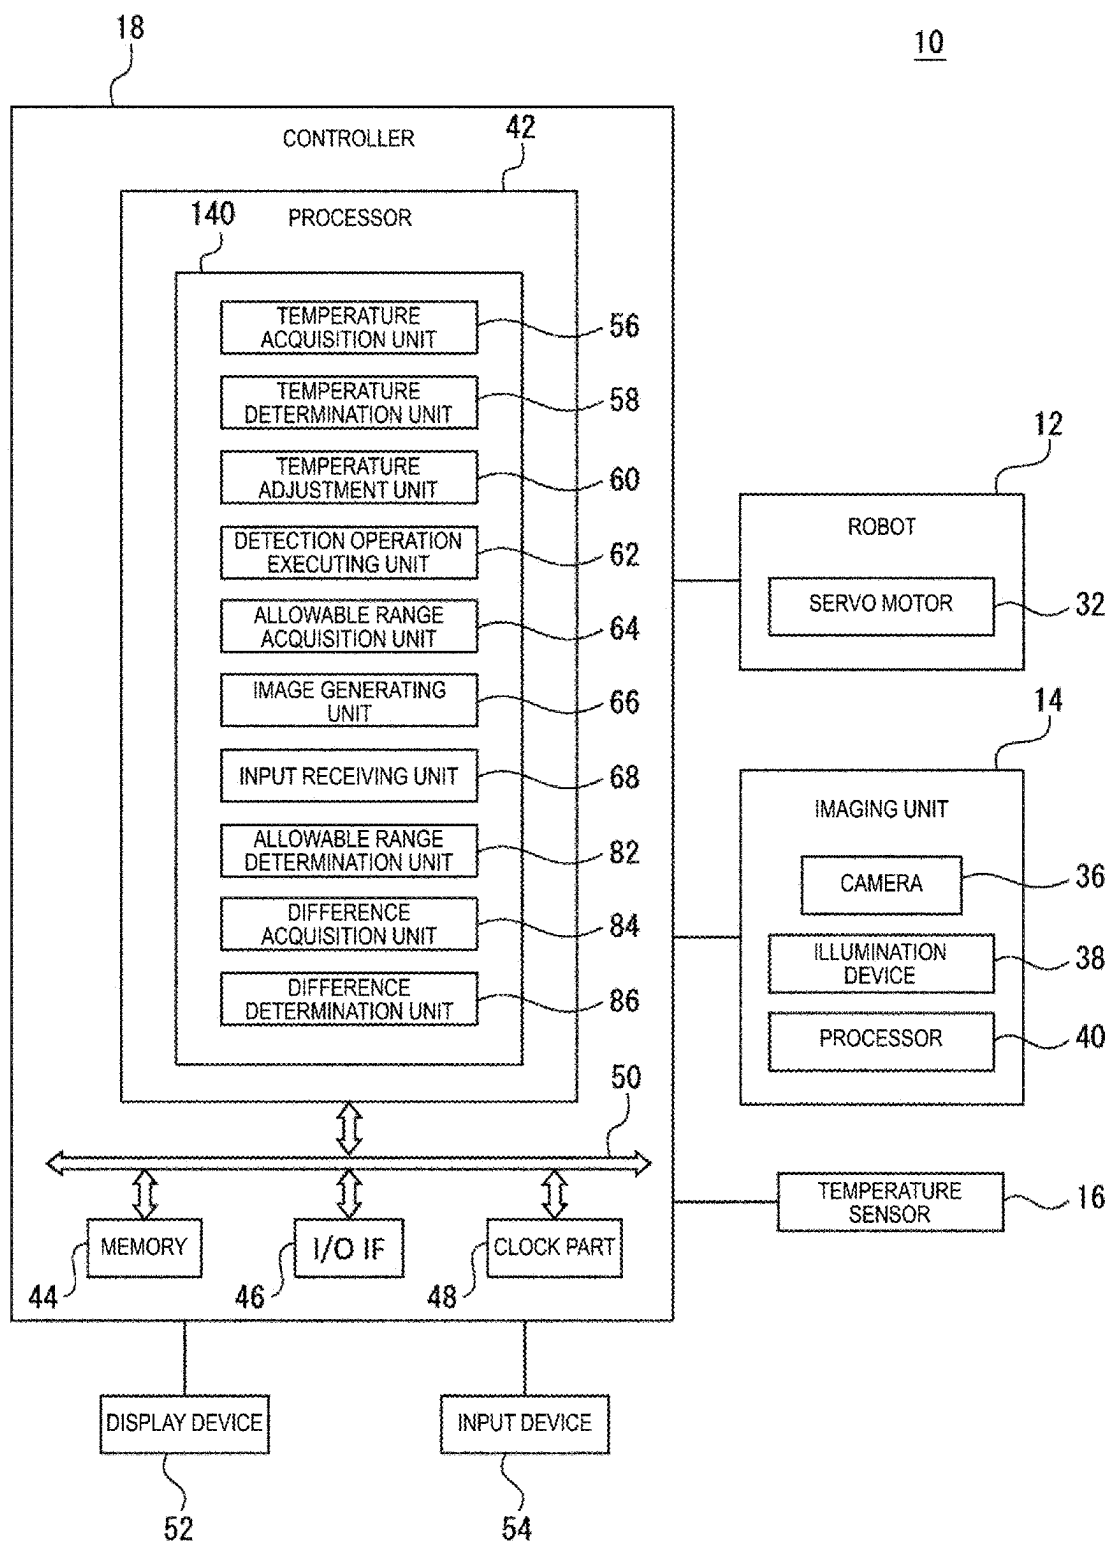 18
10
CONTROLLER
42
PROCESSOR
140
TEMPERATURE
ACQUISITION UNIT
56
TEMPERATURE
DETERMINATION UNIT
58
TEMPERATURE
ADJUSTMENT UNIT
60
DETECTION OPERATION
EXECUTING UNIT
62
ALLOWABLE RANGE
ACQUISITION UNIT
64
IMAGE GENERATING
UNIT
66
INPUT RECEIVING UNIT
68
ALLOWABLE RANGE
DETERMINATION UNIT
82
DIFFERENCE
ACQUISITION UNIT
84
DIFFERENCE
DETERMINATION UNIT
86
50
MEMORY
44
I/O IF
46
CLOCK PART
48
12
ROBOT
SERVO MOTOR
32
14
IMAGING UNIT
CAMERA
36
ILLUMINATION
DEVICE
38
PROCESSOR
40
TEMPERATURE
SENSOR
16
DISPLAY DEVICE
52
INPUT DEVICE
54